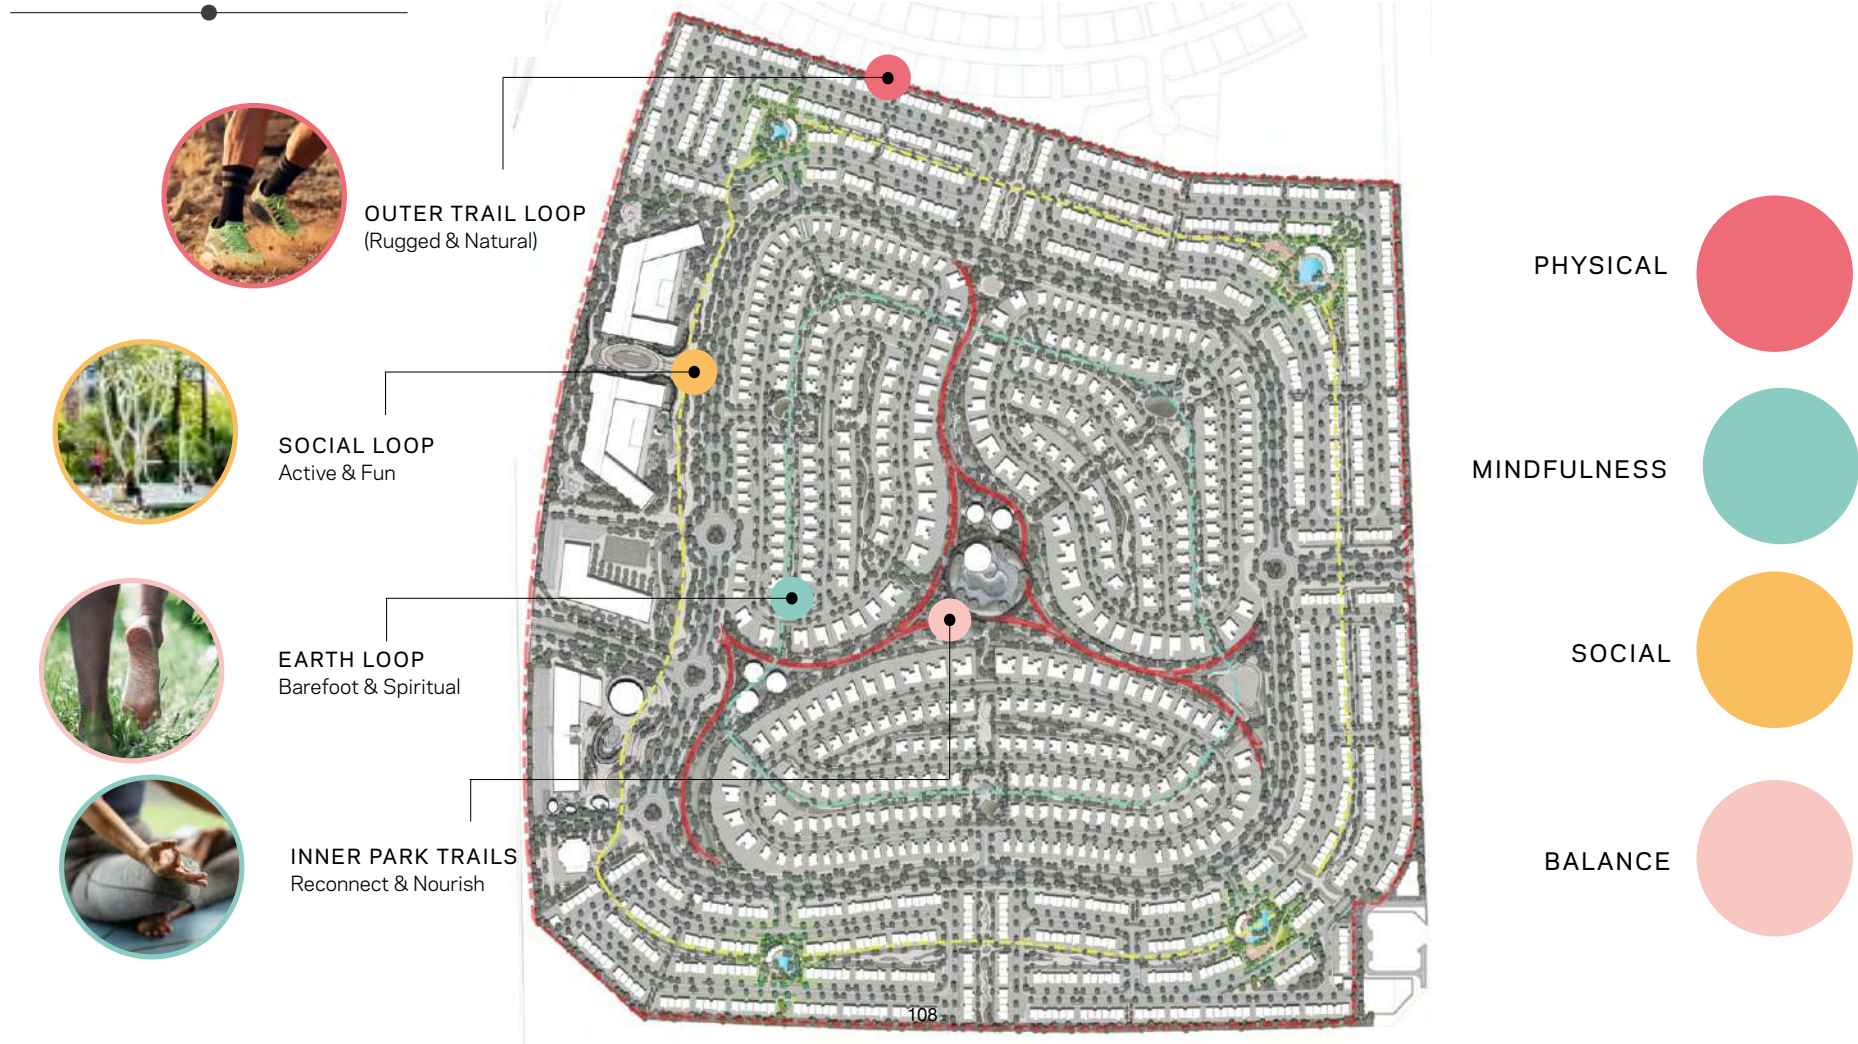 OUTER TRAIL LOOP
(Rugged & Natural)
SOCIAL LOOP
Active & Fun
EARTH LOOP
Barefoot & Spiritual
INNER PARK TRAILS
Reconnect & Nourish
PHYSICAL
MINDFULNESS
SOCIAL
BALANCE
108